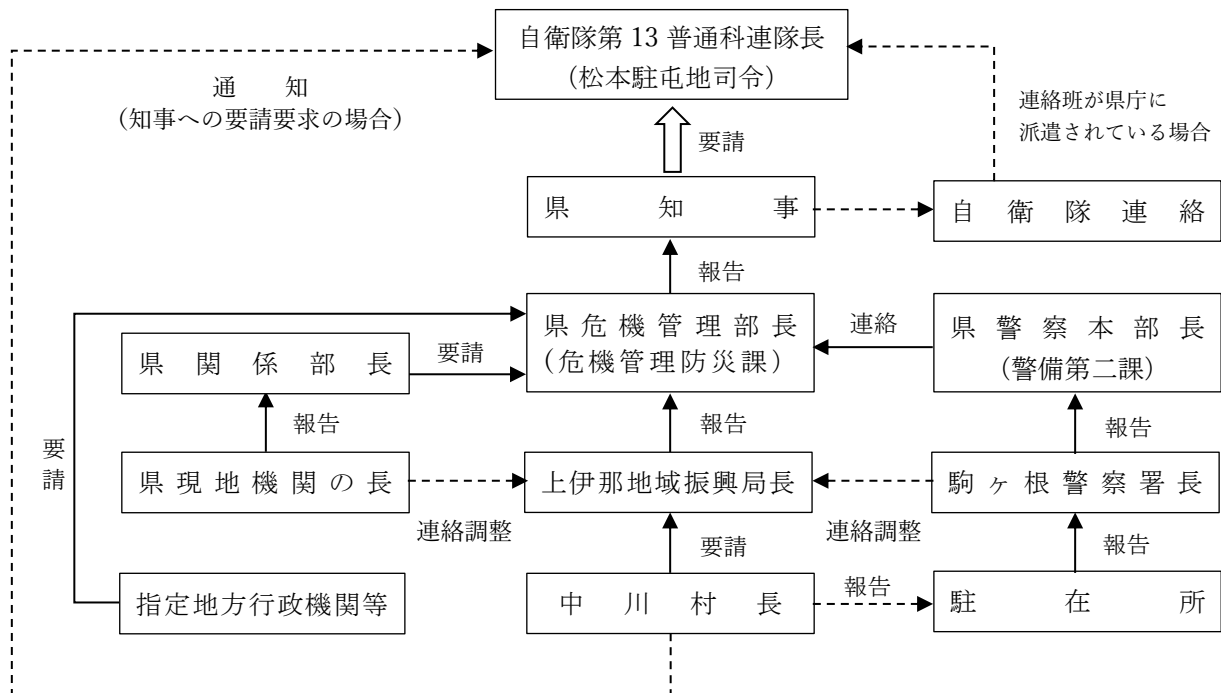 自衛隊第13普通科連隊長
(松本駐屯地司令)
通知
(知事への要請要求の場合)
連絡班が県庁に
派遣されている場合
要請
県知事
自衛隊連絡
報告
県危機管理部長
(危機管理防災課)
連絡
県警察本部長
(警備第二課)
県関係部長
要請
報告
報告
報告
要請
県現地機関の長
上伊那地域振興局長
駒ヶ根警察署長
連絡調整
要請
連絡調整
報告
指定地方行政機関等
中川村長
報告
駐在所